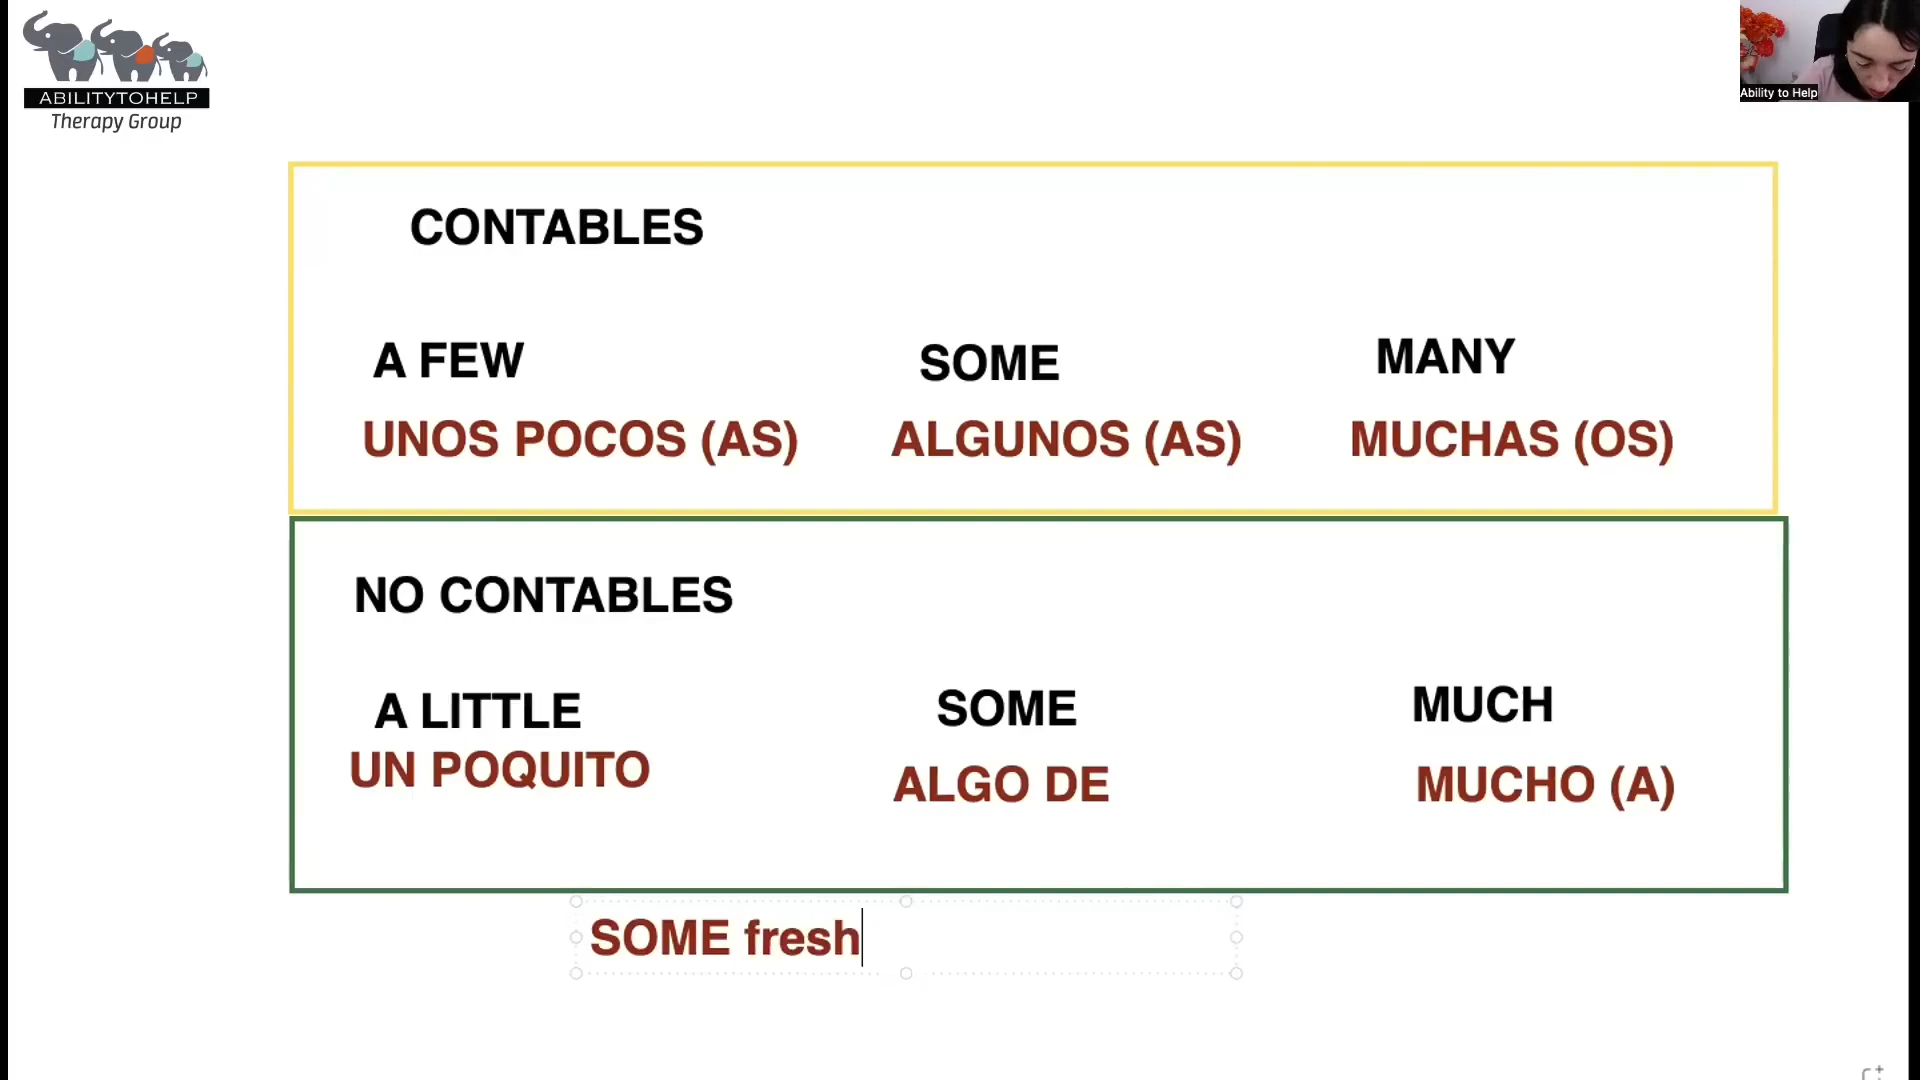 ABILITYTOHELP
Therapy Group
Ability to Help
CONTABLES
A FEW
SOME
MANY
UNOS POCOS (AS)
ALGUNOS (AS)
MUCHAS (OS)
NO CONTABLES
A LITTLE
SOME
MUCH
UN POQUITO
ALGO DE
MUCHO (A)
SOME fresh